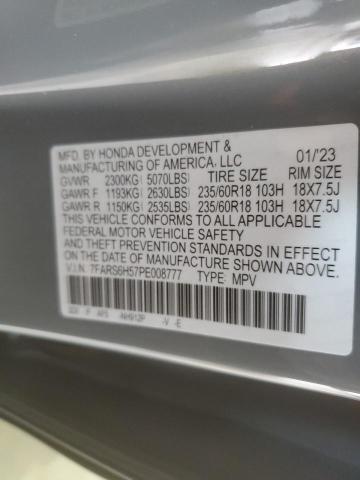 MFD. BY HONDA DEVELOPMENT & 01/'23
MANUFACTURING OF AMERICA, LLC
GVWR 2300KG( 5070LBS) TIRE SIZE RIM SIZE
GAWR F 1193KG( 2630LBS) 235/60R18 103H 18X7.5J
GAWR R 1150KG( 2535LBS) 235/60R18 103H 18X7.5J
THIS VEHICLE CONFORMS TO ALL APPLICABLE
FEDERAL MOTOR VEHICLE SAFETY
AND THEFT PREVENTION STANDARDS IN EFFECT
ON THE DATE OF MANUFACTURE SHOWN ABOVE.
V.I.N. 7FARS6H57PE008777 TYPE: MPV
NH912P -V -E